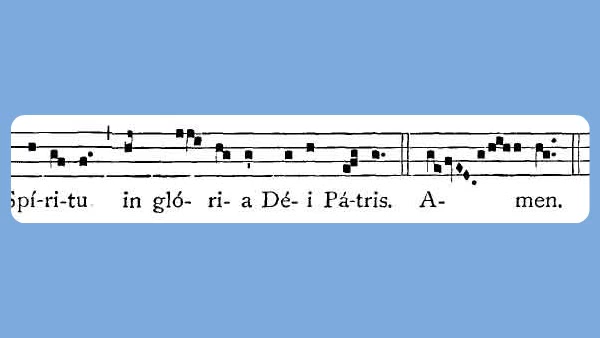 Spí-ri-tu in gló- ri- a Dé- i Pá-tris. A- men.